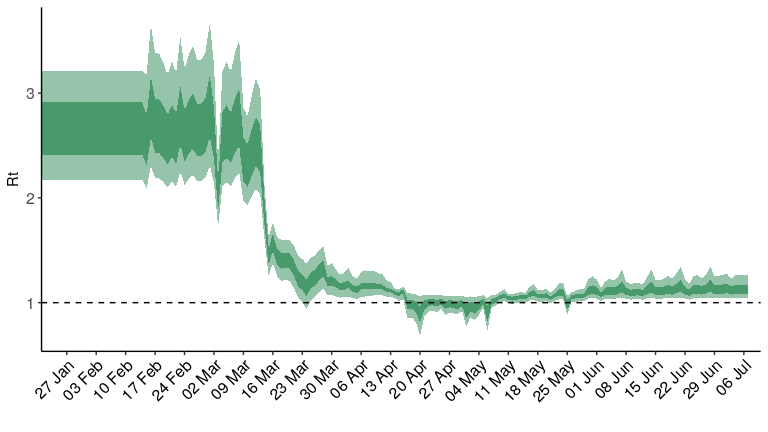 3
2
1
Rt
27 Jan
03 Feb
10 Feb
17 Feb
24 Feb
02 Mar
09 Mar
16 Mar
23 Mar
30 Mar
06 Apr
13 Apr
20 Apr
27 Apr
04 May
11 May
18 May
25 May
01 Jun
08 Jun
15 Jun
22 Jun
29 Jun
06 Jul